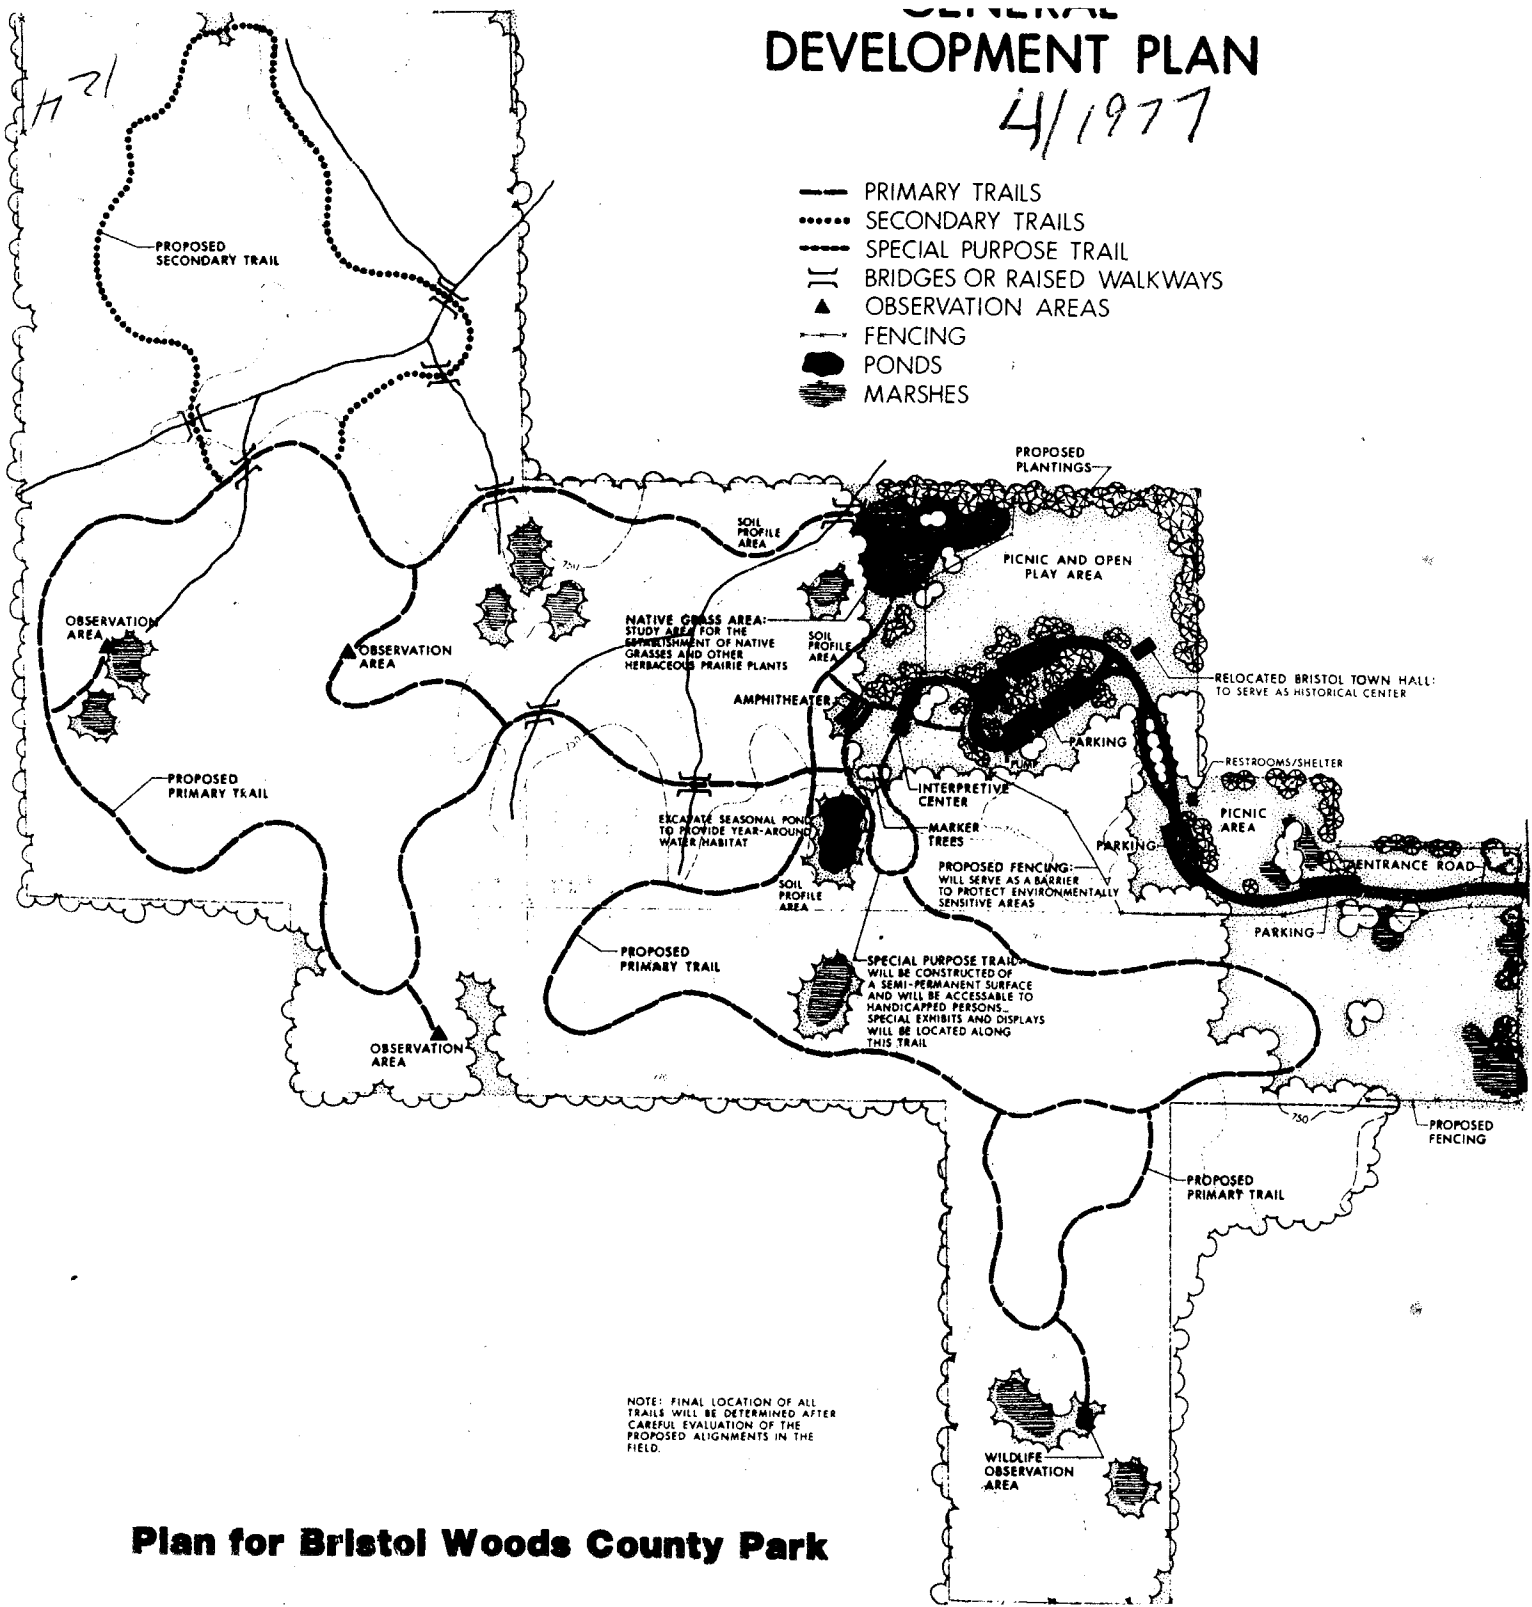 GENERAL
DEVELOPMENT PLAN
4/1977
PRIMARY TRAILS
SECONDARY TRAILS
SPECIAL PURPOSE TRAIL
BRIDGES OR RAISED WALKWAYS
OBSERVATION AREAS
FENCING
PONDS
MARSHES
PROPOSED
SECONDARY TRAIL
PROPOSED
PLANTINGS
SOIL
PROFILE
AREA
PICNIC AND OPEN
PLAY AREA
750
OBSERVATION
AREA
OBSERVATION
AREA
NATIVE GRASS AREA:
STUDY AREA FOR THE
ESTABLISHMENT OF NATIVE
GRASSES AND OTHER
HERBACEOUS PRAIRIE PLANTS
SOIL
PROFILE
AREA
RELOCATED BRISTOL TOWN HALL:
TO SERVE AS HISTORICAL CENTER
AMPHITHEATER
PARKING
PUMP
RESTROOMS/SHELTER
PROPOSED
PRIMARY TRAIL
INTERPRETIVE
CENTER
PICNIC
AREA
EXCAVATE SEASONAL POND
TO PROVIDE YEAR-AROUND
WATER HABITAT
MARKER
TREES
PARKING
PROPOSED FENCING:
WILL SERVE AS A BARRIER
TO PROTECT ENVIRONMENTALLY
SENSITIVE AREAS
ENTRANCE ROAD
SOIL
PROFILE
AREA
PARKING
PROPOSED
PRIMARY TRAIL
SPECIAL PURPOSE TRAIL
WILL BE CONSTRUCTED OF
A SEMI-PERMANENT SURFACE
AND WILL BE ACCESSABLE TO
HANDICAPPED PERSONS...
SPECIAL EXHIBITS AND DISPLAYS
WILL BE LOCATED ALONG
THIS TRAIL
OBSERVATION
AREA
750
PROPOSED
FENCING
PROPOSED
PRIMARY TRAIL
NOTE: FINAL LOCATION OF ALL
TRAILS WILL BE DETERMINED AFTER
CAREFUL EVALUATION OF THE
PROPOSED ALIGNMENTS IN THE
FIELD.
WILDLIFE
OBSERVATION
AREA
Plan for Bristol Woods County Park